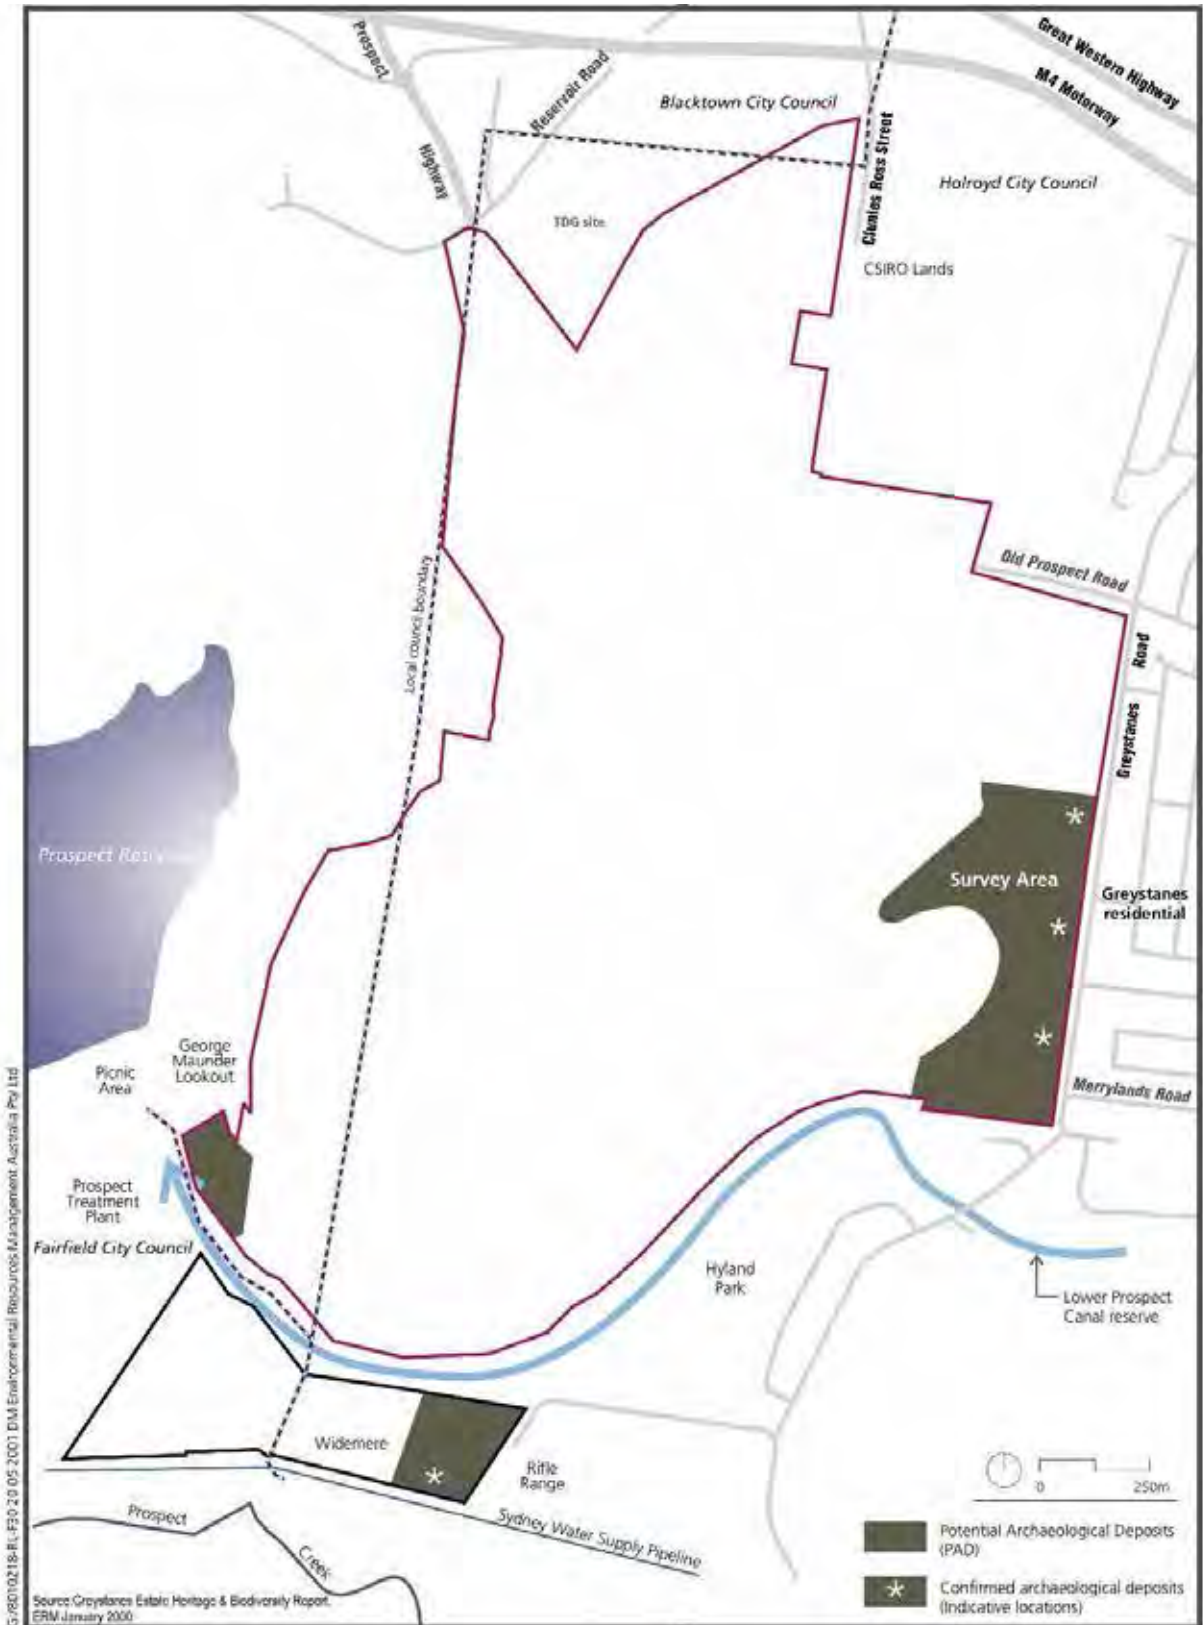 Great Western Highway
M4 Motorway
Prospect
Highway
Reservoir Road
Blacktown City Council
Clunies Ross Street
Holroyd City Council
TDG site
CSIRO Lands
Old Prospect Road
Local council boundary
Greystanes
Road
Prospect
Survey Area
Greystanes
residential
George
Maunder
Lookout
Picnic
Area
Merrylands Road
Prospect
Treatment
Plant
Fairfield City Council
Hyland
Park
Lower Prospect
Canal reserve
Widemere
Rifle
Range
0
250m
Prospect
Creek
Sydney Water Supply Pipeline
Potential Archaeological Deposits
(PAD)
Confirmed archaeological deposits
(Indicative locations)
Source: Greystanes Estate Heritage & Biodiversity Report.
ERM January 2000
2001 DM Environmental Resources Management Australia Pty Ltd